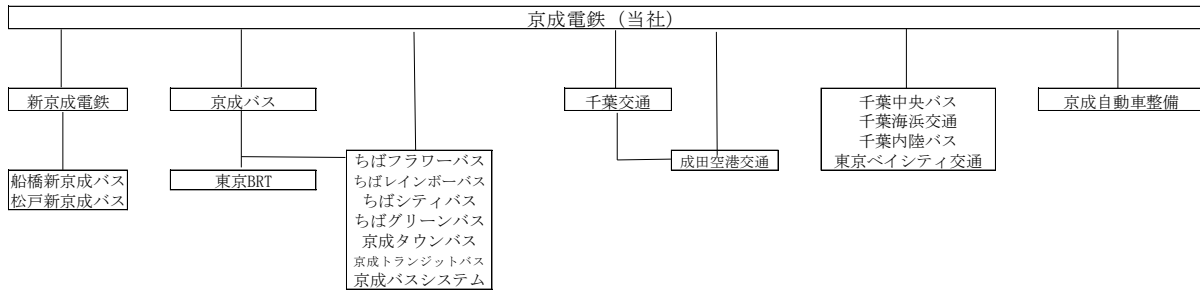 京成電鉄（当社）
新京成電鉄
京成バス
千葉交通
千葉中央バス
千葉海浜交通
千葉内陸バス
東京ベイシティ交通
京成自動車整備
船橋新京成バス
松戸新京成バス
東京BRT
ちばフラワーバス
ちばレインボーバス
ちばシティバス
ちばグリーンバス
京成タウンバス
京成トランジットバス
京成バスシステム
成田空港交通